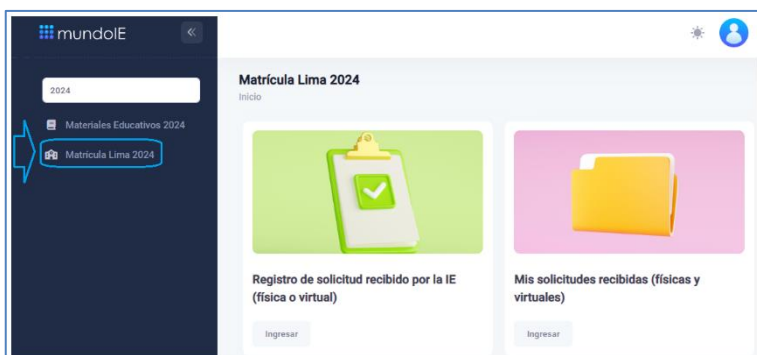 mundoIE
2024
Materiales Educativos 2024
Matrícula Lima 2024
Matrícula Lima 2024
Inicio
Registro de solicitud recibido por la IE
(física o virtual)
Ingresar
Mis solicitudes recibidas (físicas y
virtuales)
Ingresar